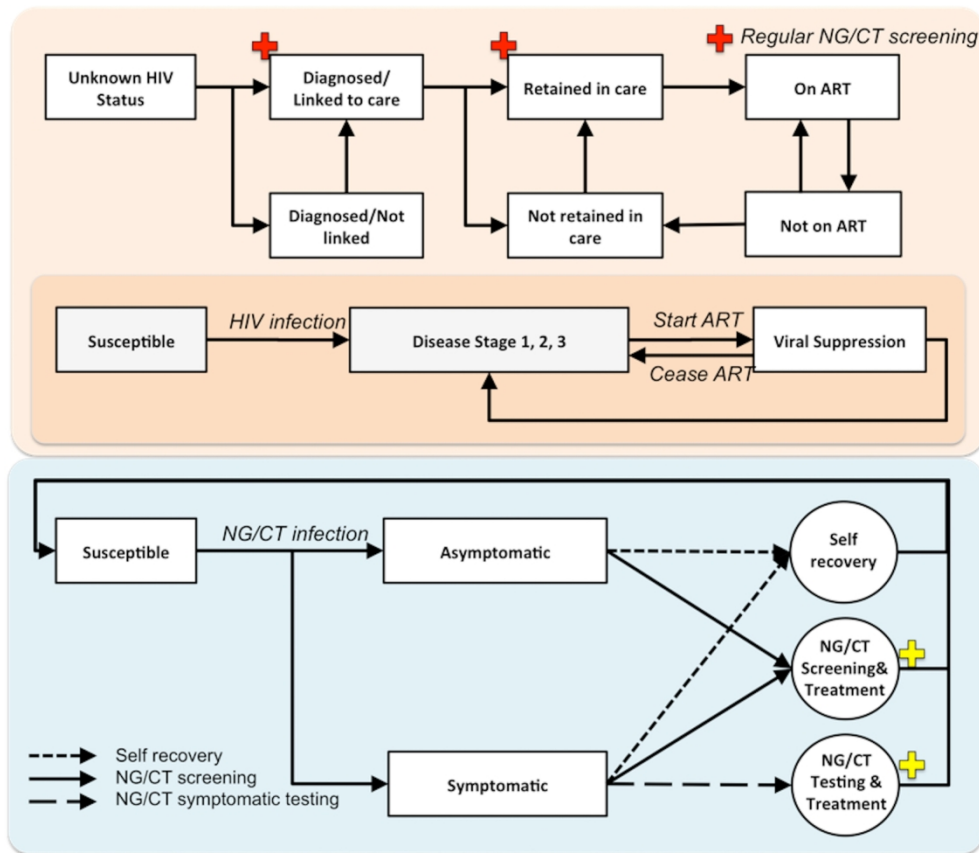 Regular NG/CT screening
Unknown HIV
Status
Diagnosed/
Linked to care
Retained in care
On ART
Diagnosed/Not
linked
Not retained in
care
Not on ART
Susceptible
HIV infection
Disease Stage 1, 2, 3
Start ART
Cease ART
Viral Suppression
Susceptible
NG/CT infection
Asymptomatic
Self
recovery
NG/CT
Screening&
Treatment
Symptomatic
NG/CT
Testing &
Treatment
Self recovery
NG/CT screening
NG/CT symptomatic testing